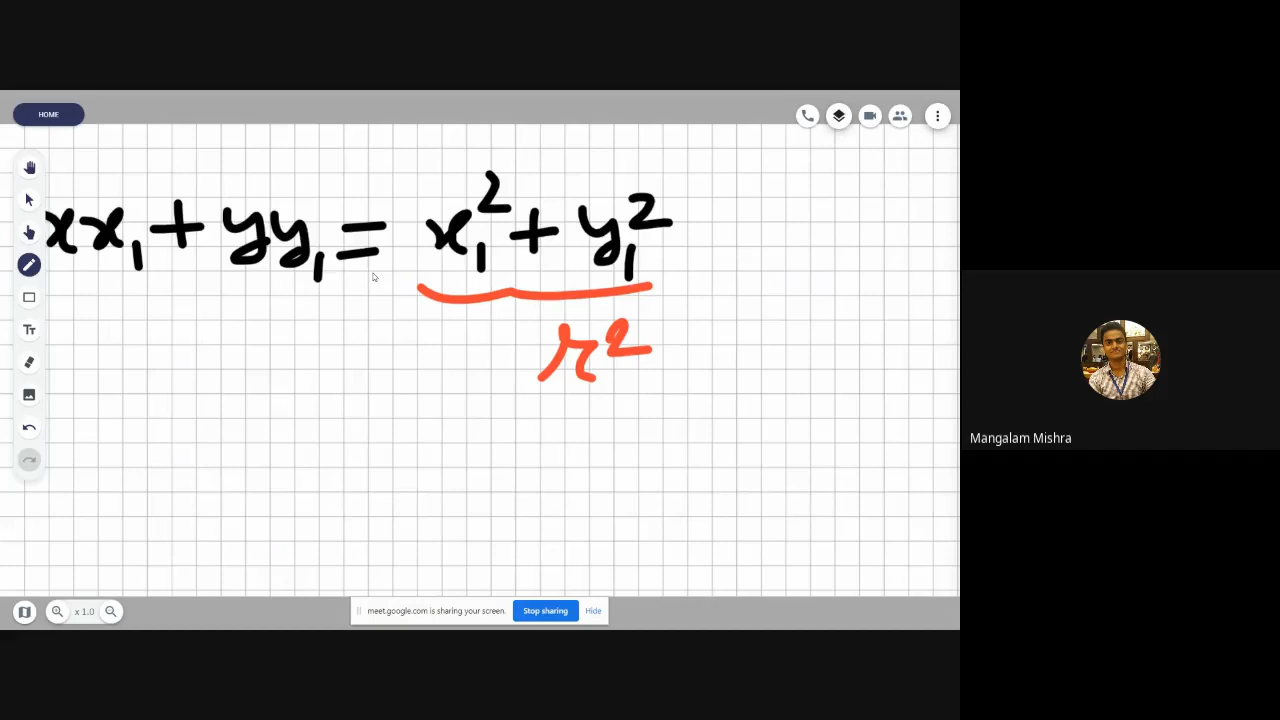 HOME
xx₁ + yy₁ = x₁² + y₁²
r²
Tт
Mangalam Mishra
x 1.0
meet.google.com is sharing your screen.
Stop sharing
Hide